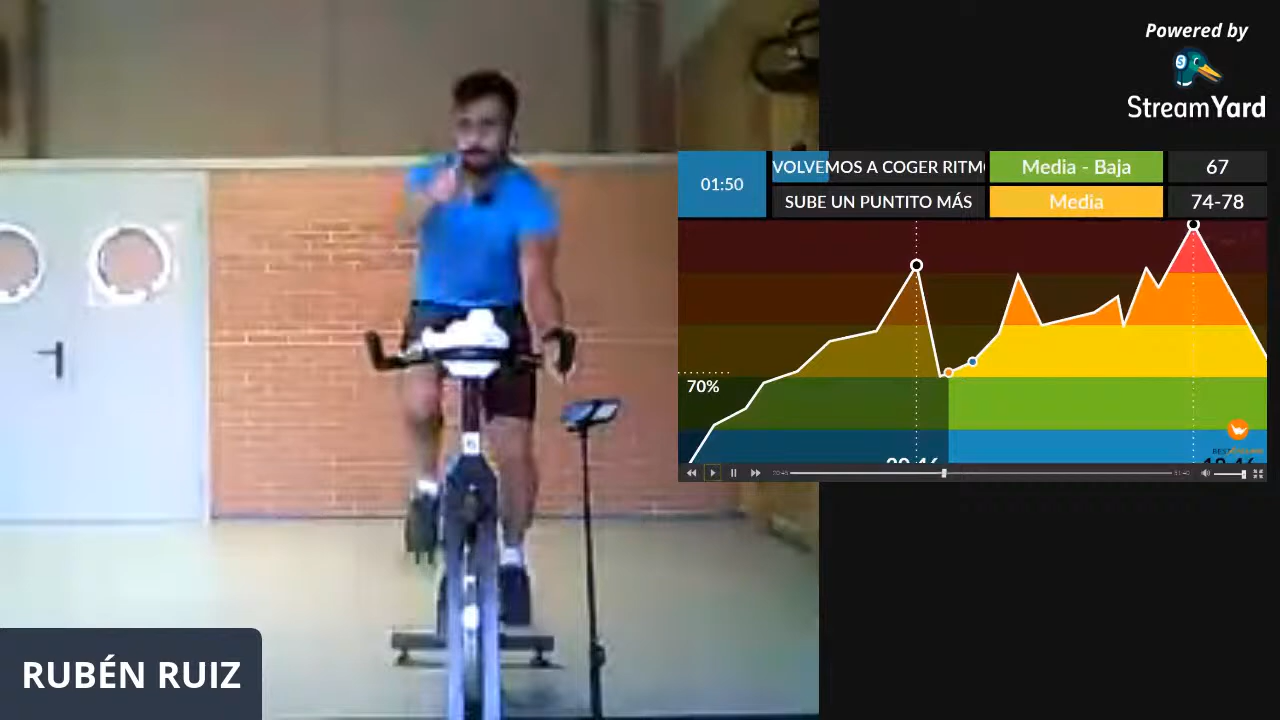 Powered by
StreamYard
01:50
VOLVEMOS A COGER RITM
Media - Baja
67
SUBE UN PUNTITO MÁS
Media
74-78
70%
RUBÉN RUIZ